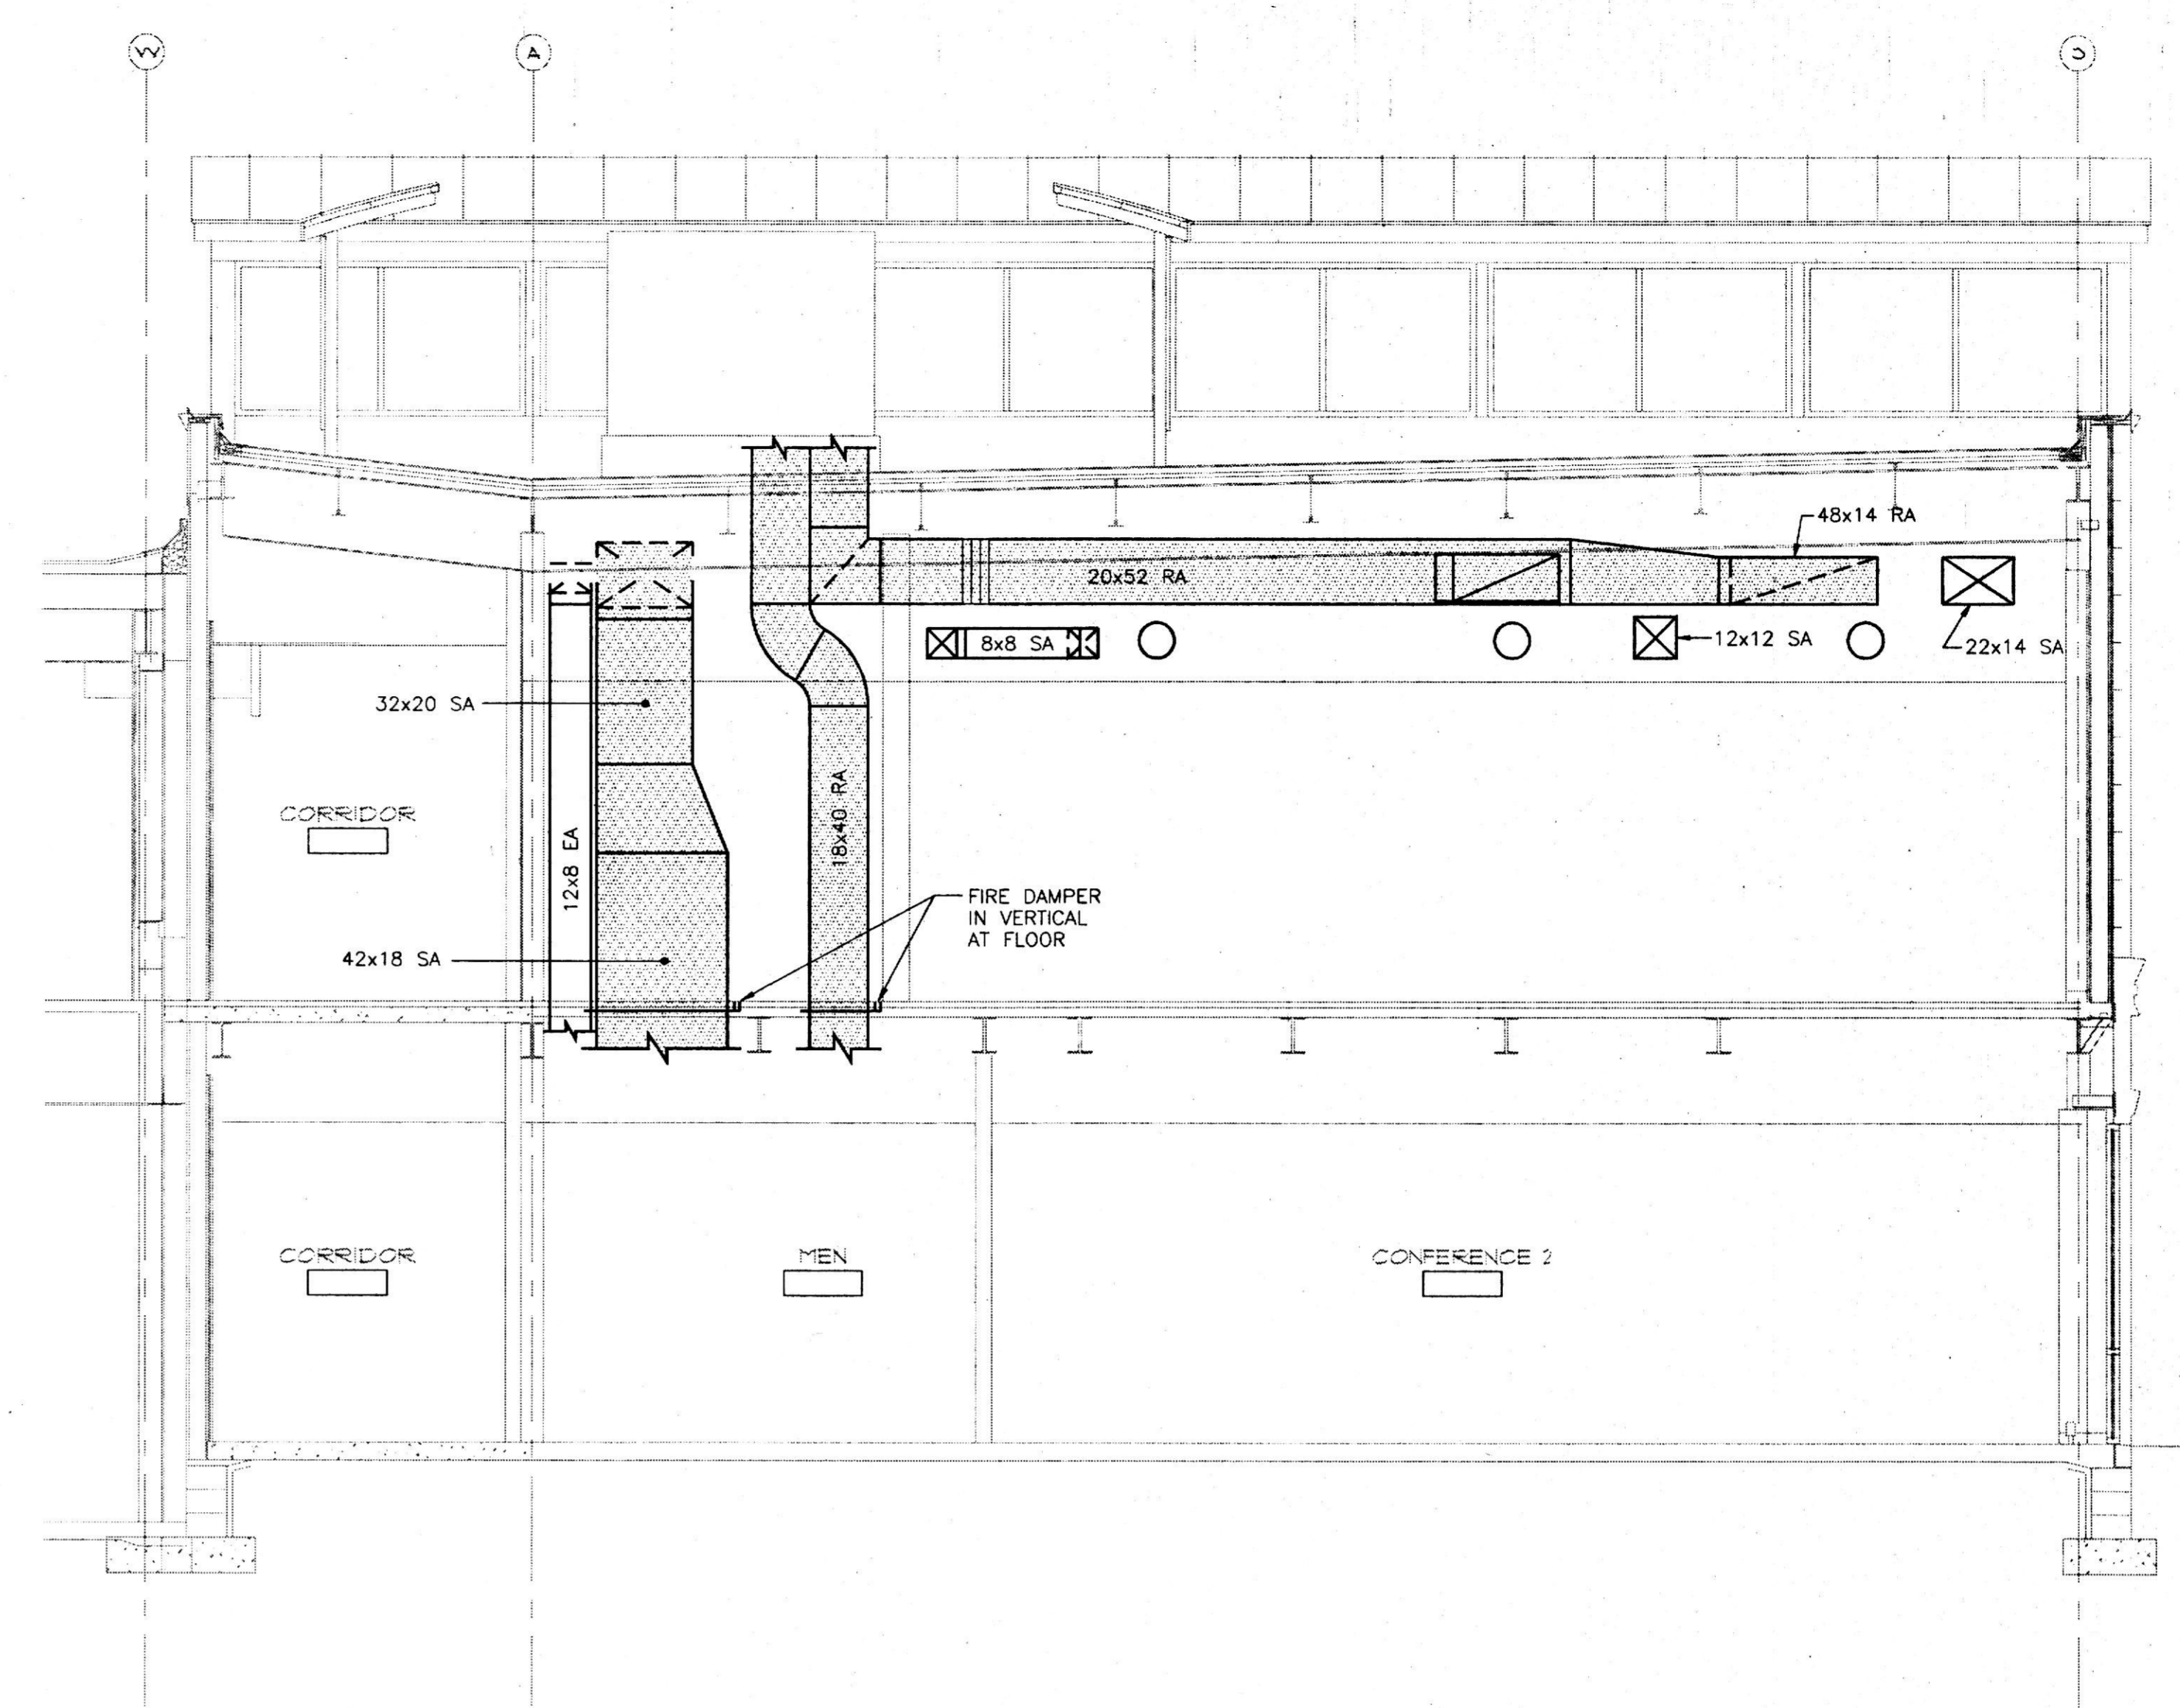 A
48x14 RA
20x52 RA
8x8 SA
12x12 SA
22x14 SA
32x20 SA
CORRIDOR
18x40 RA
12x8 EA
FIRE DAMPER
IN VERTICAL
AT FLOOR
42x18 SA
CORRIDOR
MEN
CONFERENCE 2